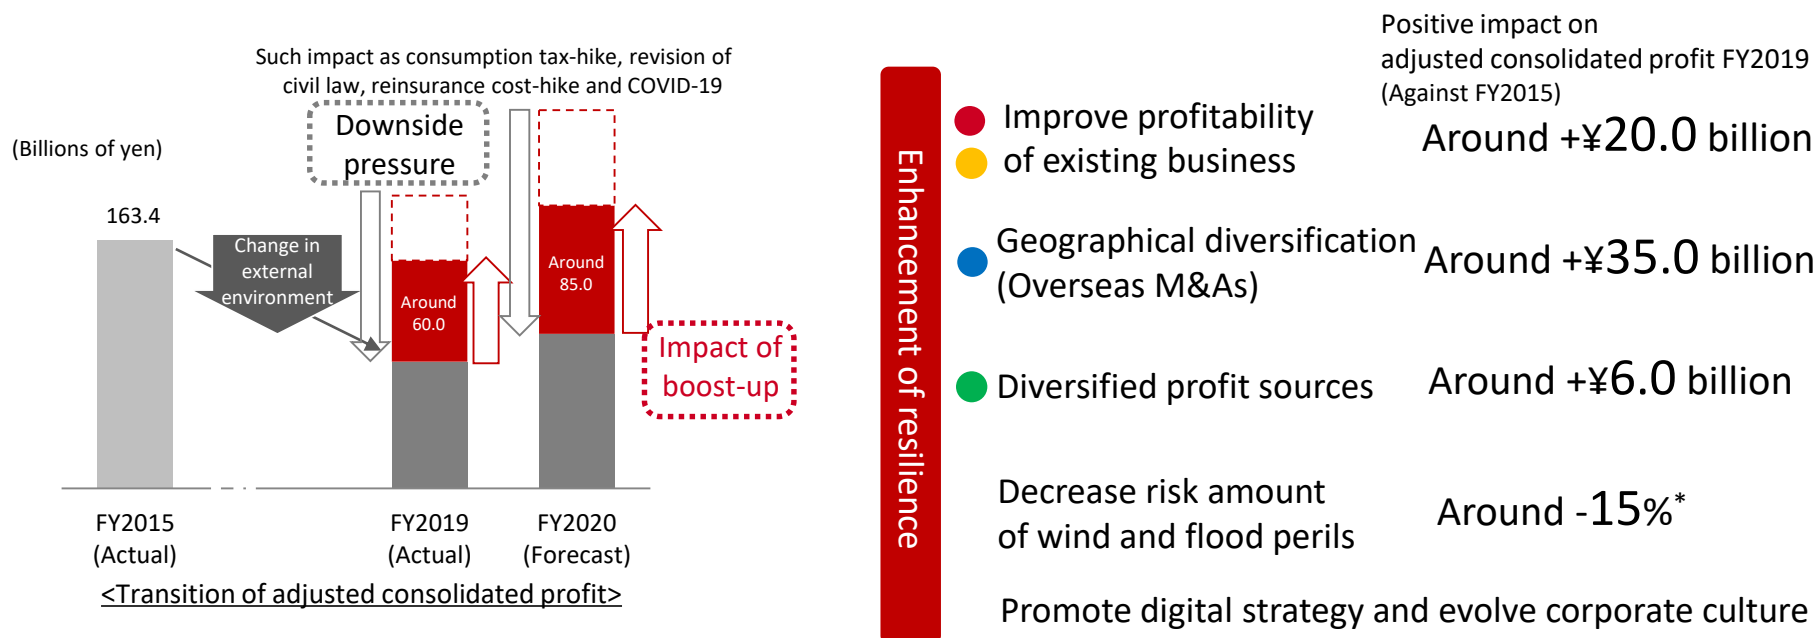 Such impact as consumption tax-hike, revision of
civil law, reinsurance cost-hike and COVID-19
(Billions of yen)
Downside
pressure
163.4
Change in
external
environment
Around
60.0
Around
85.0
Impact of
boost-up
FY2015
(Actual)
FY2019
(Actual)
FY2020
(Forecast)
<Transition of adjusted consolidated profit>
Enhancement of resilience
Positive impact on
adjusted consolidated profit FY2019
(Against FY2015)
Improve profitability
of existing business
Around +¥20.0 billion
Geographical diversification
(Overseas M&As)
Around +¥35.0 billion
Diversified profit sources
Around +¥6.0 billion
Decrease risk amount
of wind and flood perils
Around -15%*
Promote digital strategy and evolve corporate culture